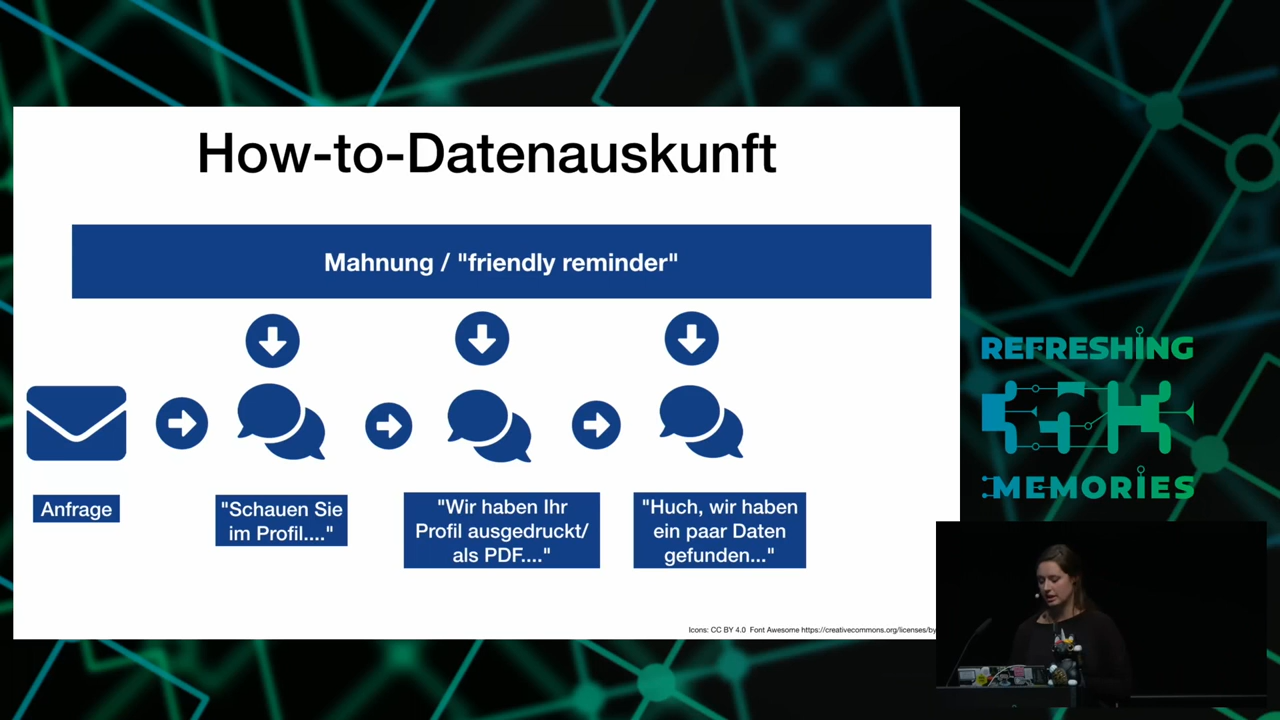 How-to-Datenauskunft
Mahnung / "friendly reminder"
Anfrage
"Schauen Sie
im Profil...."
"Wir haben Ihr
Profil ausgedruckt/
als PDF...."
"Huch, wir haben
ein paar Daten
gefunden..."
Icons: CC BY 4.0 Font Awesome https://creativecommons.org/licenses/by
REFRESHING
MEMORIES